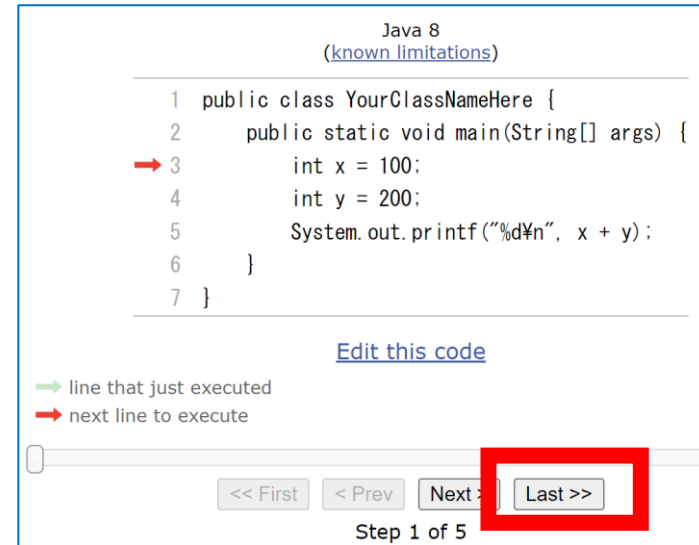 Java 8
(known limitations)
1 public class YourClassNameHere {
2 public static void main(String[] args) {
3 int x = 100;
4 int y = 200;
5 System.out.printf("%d¥n", x + y);
6 }
7 }
Edit this code
line that just executed
next line to execute
<< First < Prev Next > Last >>
Step 1 of 5